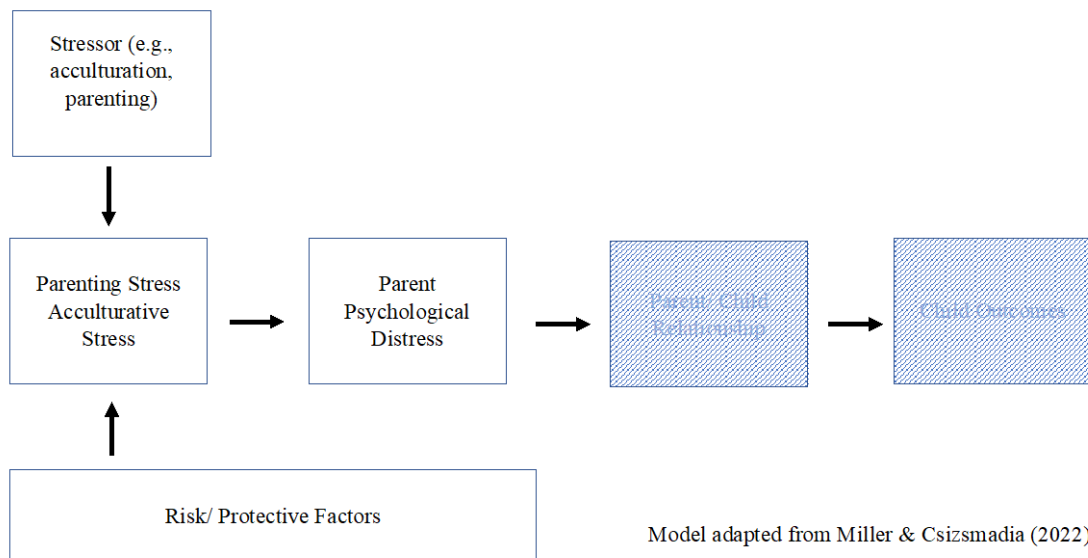 Stressor (e.g.,
acculturation,
parenting)
Parenting Stress
Acculturative
Stress
Parent
Psychological
Distress
Parent- Child
Relationship
Child Outcomes
Risk/ Protective Factors
Model adapted from Miller & Csizsmadia (2022)